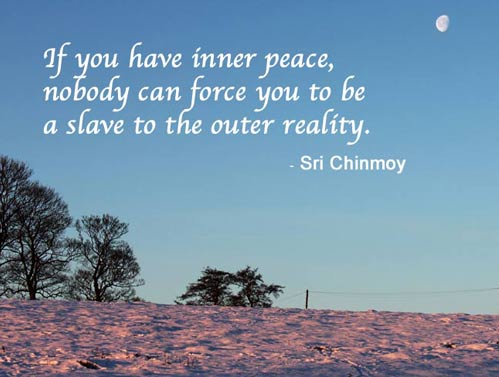 If you have inner peace,
nobody can force you to be
a slave to the outer reality.
- Sri Chinmoy